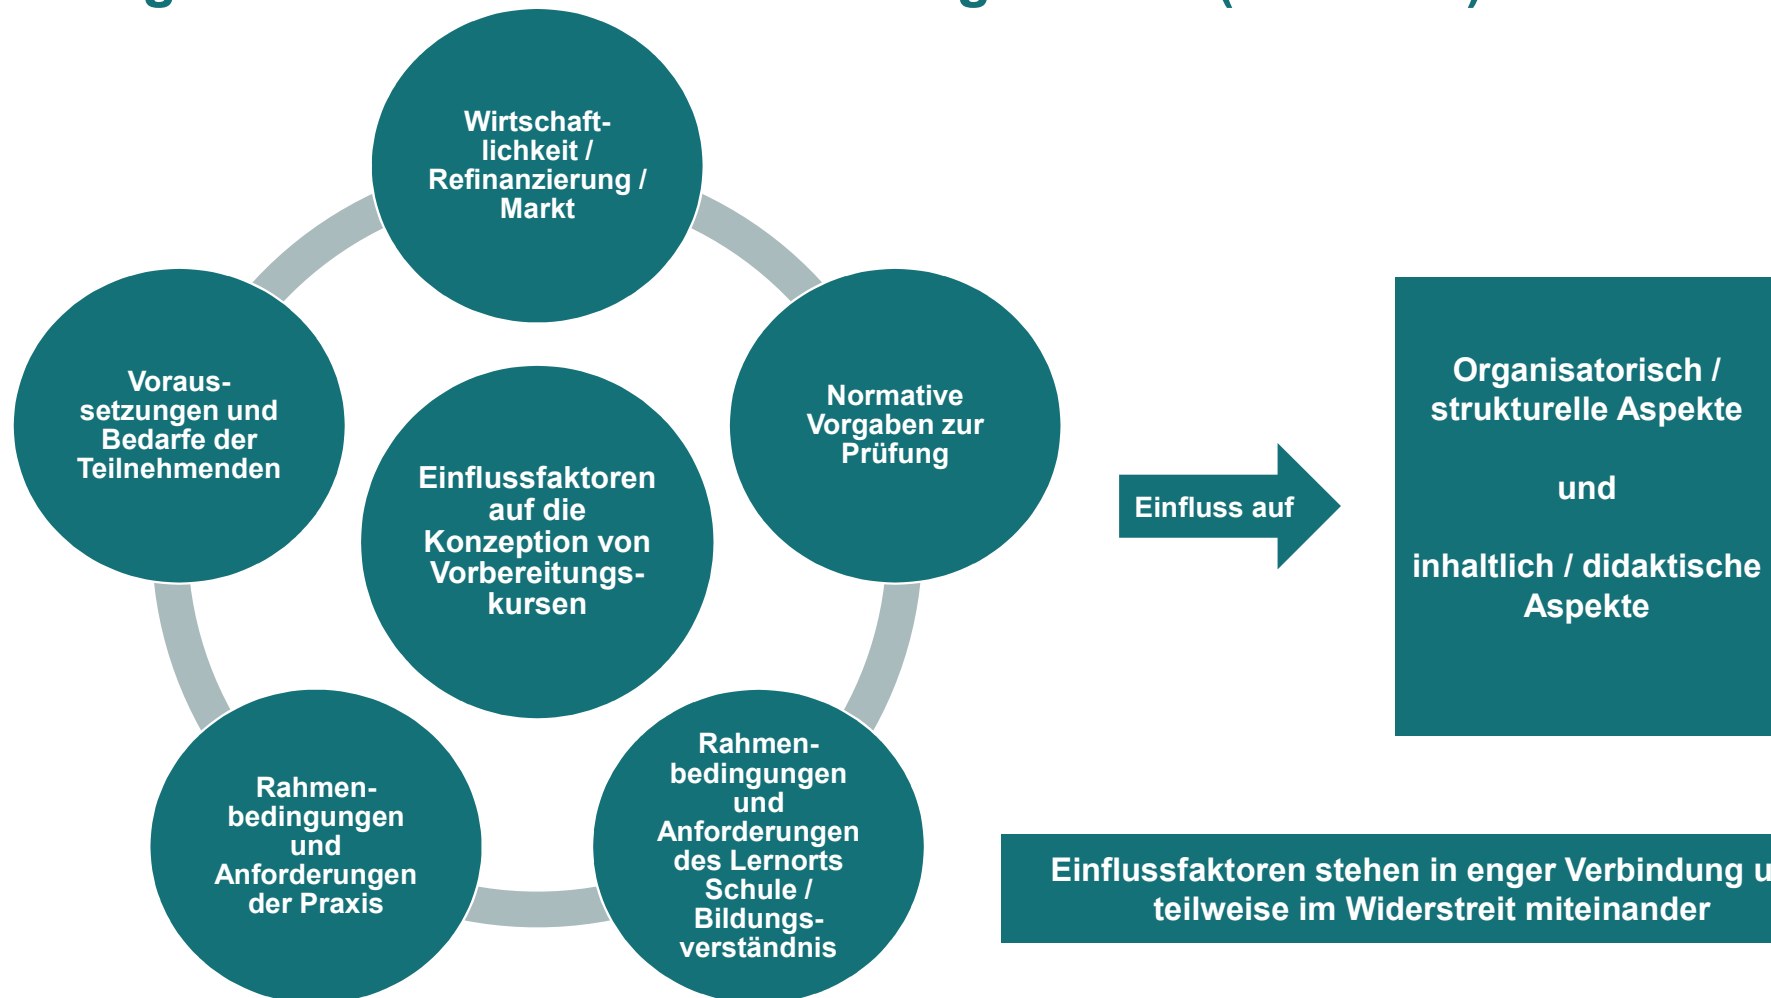 Wirtschaft-
lichkeit /
Refinanzierung /
Markt
Voraus-
setzungen und
Bedarfe der
Teilnehmenden
Normative
Vorgaben zur
Prüfung
Einflussfaktoren
auf die
Konzeption von
Vorbereitungs-
kursen
Rahmen-
bedingungen
und
Anforderungen
der Praxis
Rahmen-
bedingungen
und
Anforderungen
des Lernorts
Schule /
Bildungs-
verständnis
Einfluss auf
Organisatorisch /
strukturelle Aspekte
und
inhaltlich / didaktische
Aspekte
Einflussfaktoren stehen in enger Verbindung u
teilweise im Widerstreit miteinander